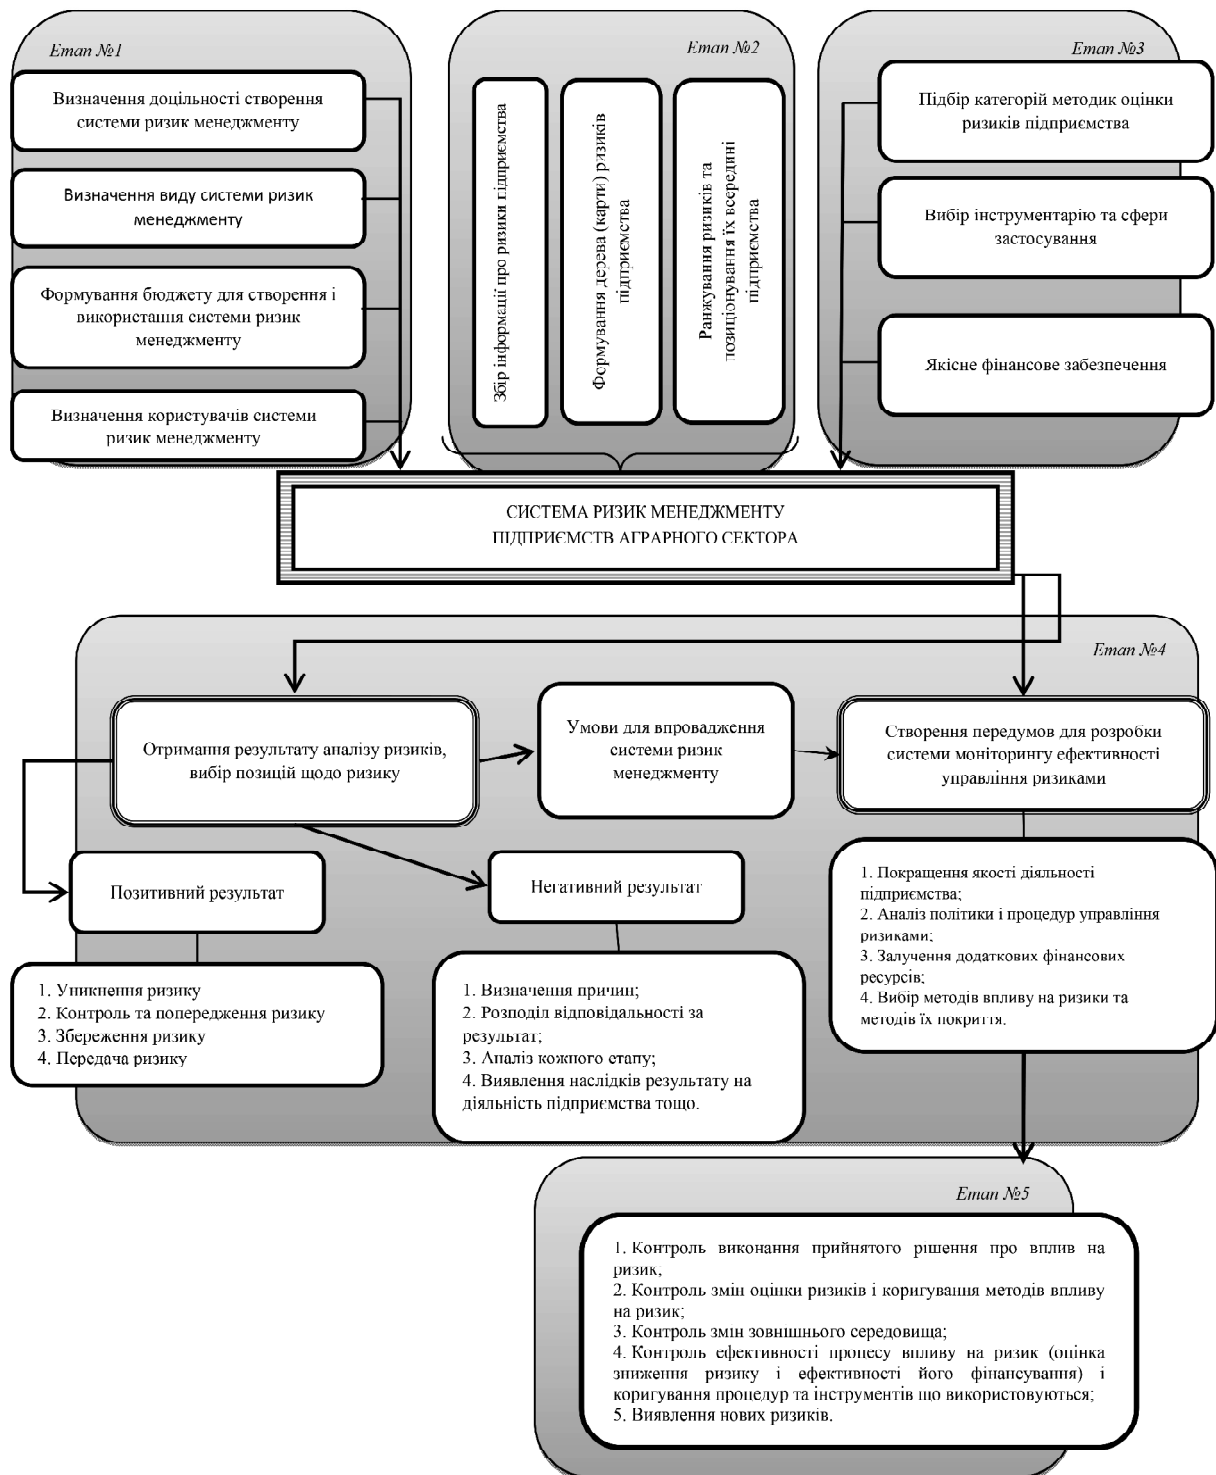 Етап №1
Визначення доцільності створення
системи ризик менеджменту
Визначення виду системи ризик
менеджменту
Формування бюджету для створення і
використання системи ризик
менеджменту
Визначення користувачів системи
ризик менеджменту
Етап №2
Збір інформації про ризики підприємства
Формування дерева (карти) ризиків
підприємства
Ранжування ризиків та
позиціонування їх всередині
підприємства
Етап №3
Підбір категорій методик оцінки
ризиків підприємства
Вибір інструментарію та сфери
застосування
Якісне фінансове забезпечення
СИСТЕМА РИЗИК МЕНЕДЖМЕНТУ
ПІДПРИЄМСТВ АГРАРНОГО СЕКТОРА
Етап №4
Отримання результату аналізу ризиків,
вибір позицій щодо ризику
Умови для впровадження
системи ризик
менеджменту
Створення передумов для розробки
системи моніторингу ефективності
управління ризиками
Позитивний результат
Негативний результат
1. Покращення якості діяльності
підприємства;
2. Аналіз політики і процедур управління
ризиками;
3. Залучення додаткових фінансових
ресурсів;
4. Вибір методів впливу на ризики та
методів їх покриття.
1. Уникнення ризику
2. Контроль та попередження ризику
3. Збереження ризику
4. Передача ризику
1. Визначення причин;
2. Розподіл відповідальності за
результат;
3. Аналіз кожного етапу;
4. Виявлення наслідків результату на
діяльність підприємства тощо.
Етап №5
1. Контроль виконання прийнятого рішення про вплив на
ризик;
2. Контроль змін оцінки ризиків і коригування методів впливу
на ризик;
3. Контроль змін зовнішнього середовища;
4. Контроль ефективності процесу впливу на ризик (оцінка
зниження ризику і ефективності його фінансування) і
коригування процедур та інструментів що використовуються;
5. Виявлення нових ризиків.